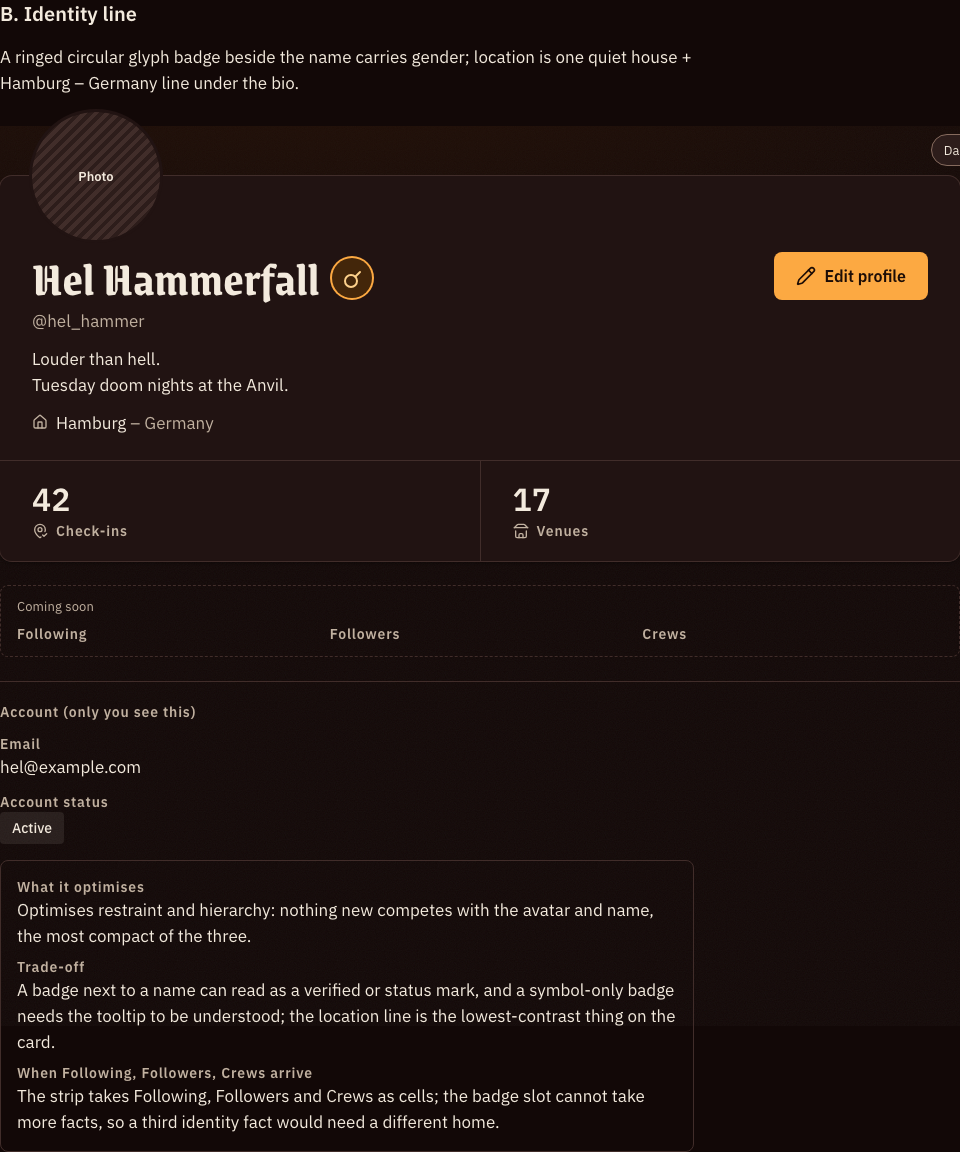 B. Identity line
A ringed circular glyph badge beside the name carries gender; location is one quiet house +
Hamburg – Germany line under the bio.
Da
Photo
Hel Hammerfall
Edit profile
@hel_hammer
Louder than hell.
Tuesday doom nights at the Anvil.
Hamburg – Germany
42
Check-ins
17
Venues
Coming soon
Following
Followers
Crews
Account (only you see this)
Email
hel@example.com
Account status
Active
What it optimises
Optimises restraint and hierarchy: nothing new competes with the avatar and name,
the most compact of the three.
Trade-off
A badge next to a name can read as a verified or status mark, and a symbol-only badge
needs the tooltip to be understood; the location line is the lowest-contrast thing on the
card.
When Following, Followers, Crews arrive
The strip takes Following, Followers and Crews as cells; the badge slot cannot take
more facts, so a third identity fact would need a different home.